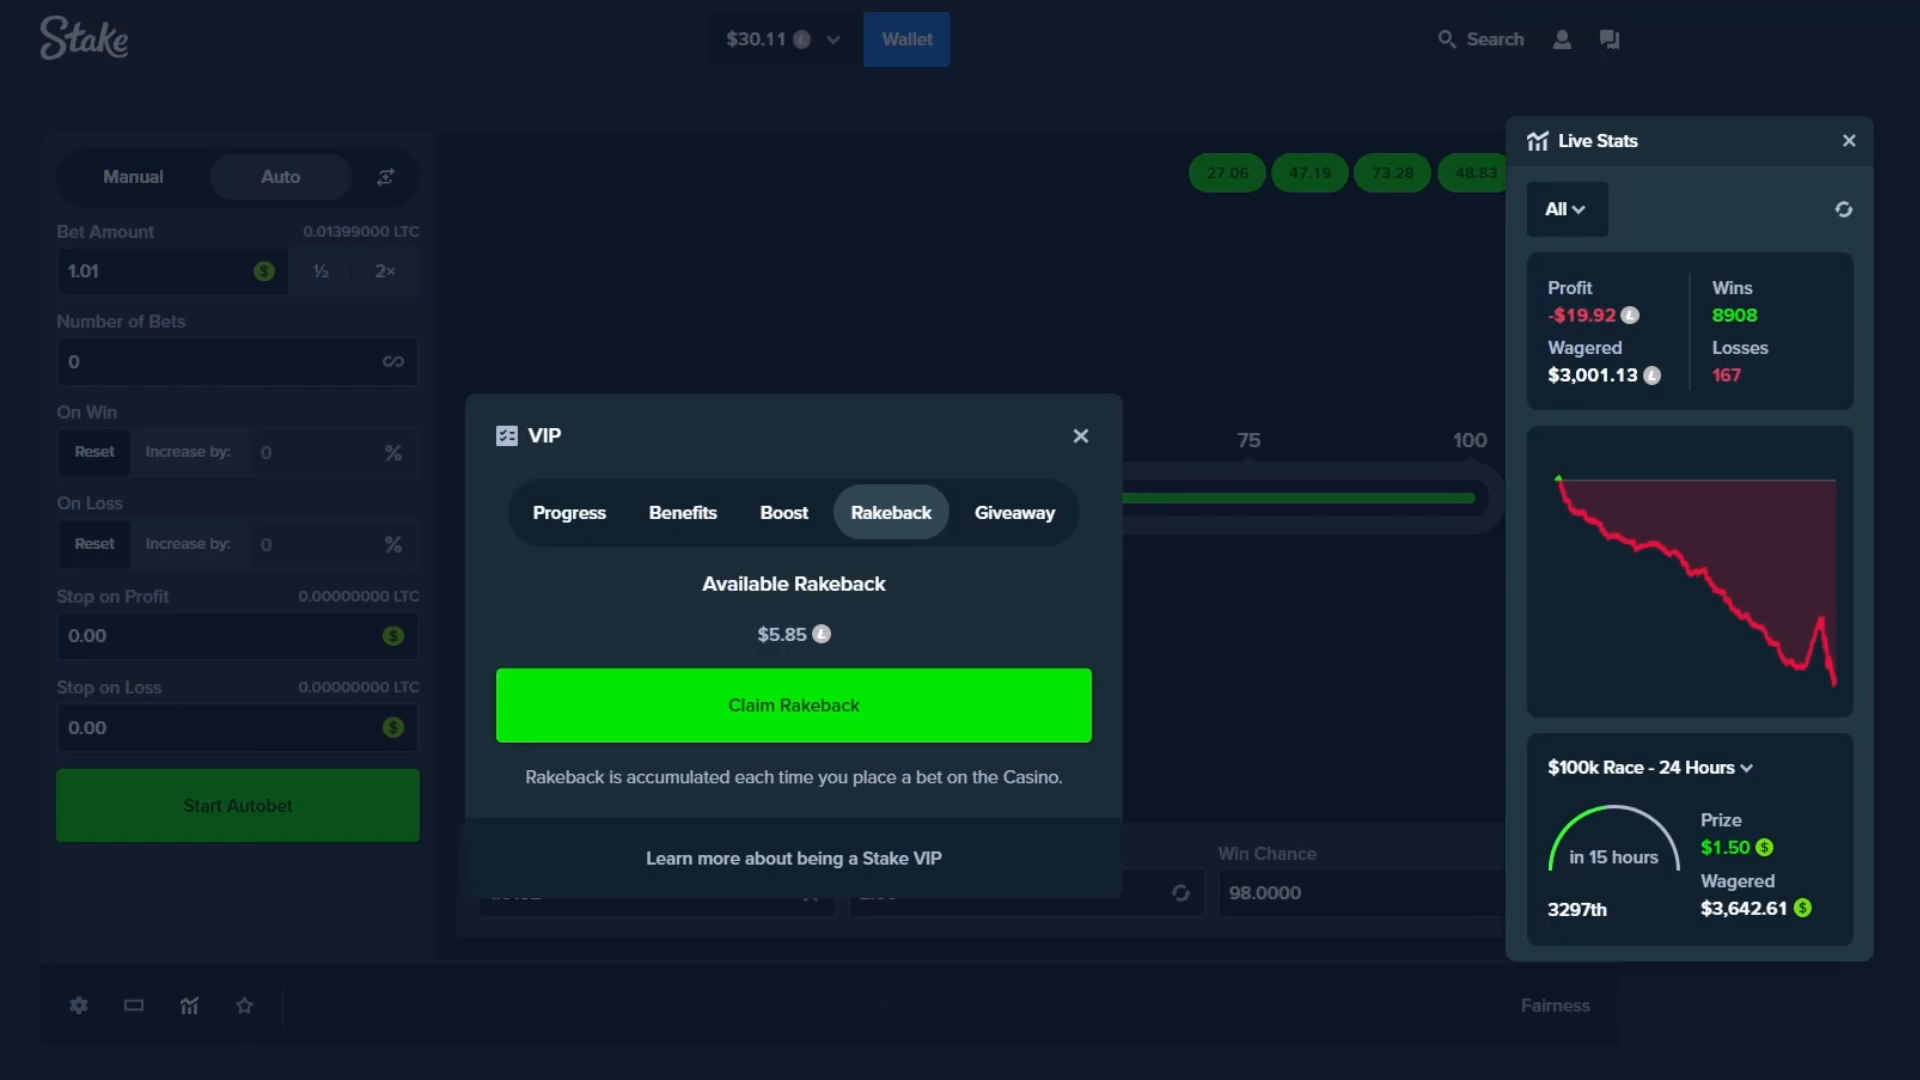 Stake
$30.11
Wallet
Search
Manual
Auto
Bet Amount
0.01399000 LTC
1.01
½
2×
Number of Bets
0
On Win
Reset
Increase by:
0
%
On Loss
Reset
Increase by:
0
%
Stop on Profit
0.00000000 LTC
0.00
Stop on Loss
0.00000000 LTC
0.00
Start Autobet
27.06
47.19
73.28
48.83
75
100
VIP
Progress
Benefits
Boost
Rakeback
Giveaway
Available Rakeback
$5.85
Claim Rakeback
Rakeback is accumulated each time you place a bet on the Casino.
Learn more about being a Stake VIP
Win Chance
98.0000
Live Stats
All
Profit
-$19.92
Wins
8908
Wagered
$3,001.13
Losses
167
$100k Race - 24 Hours
in 15 hours
3297th
Prize
$1.50
Wagered
$3,642.61
Fairness